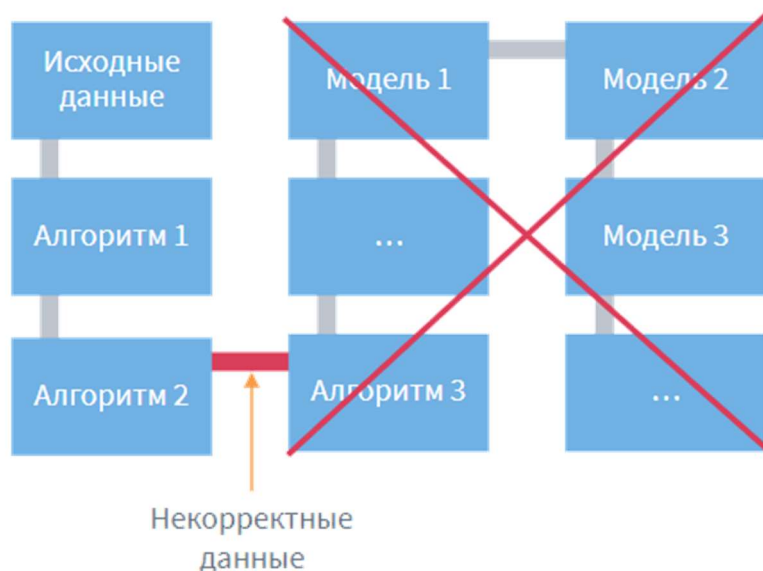 Исходные
данные
Алгоритм 1
Алгоритм 2
Некорректные
данные
Алгоритм 3
...
Модель 1
Модель 2
Модель 3
...